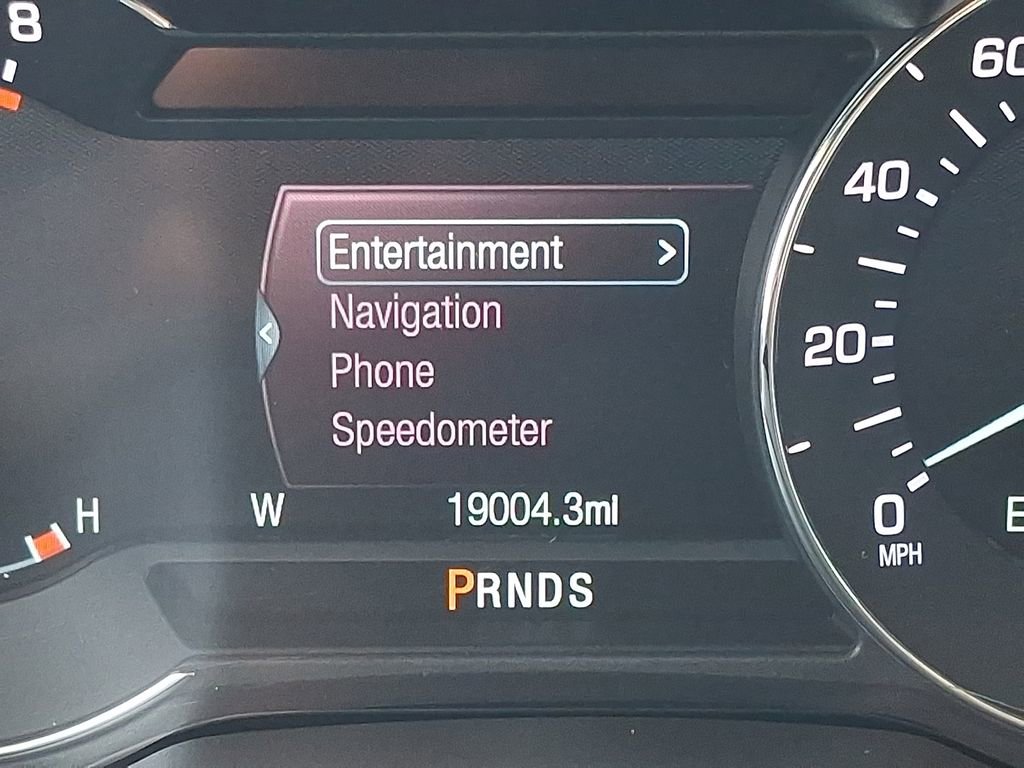 8
60
Entertainment >
40
Navigation
20
Phone
Speedometer
H
W
19004.3mi
0
E
MPH
PRNDS